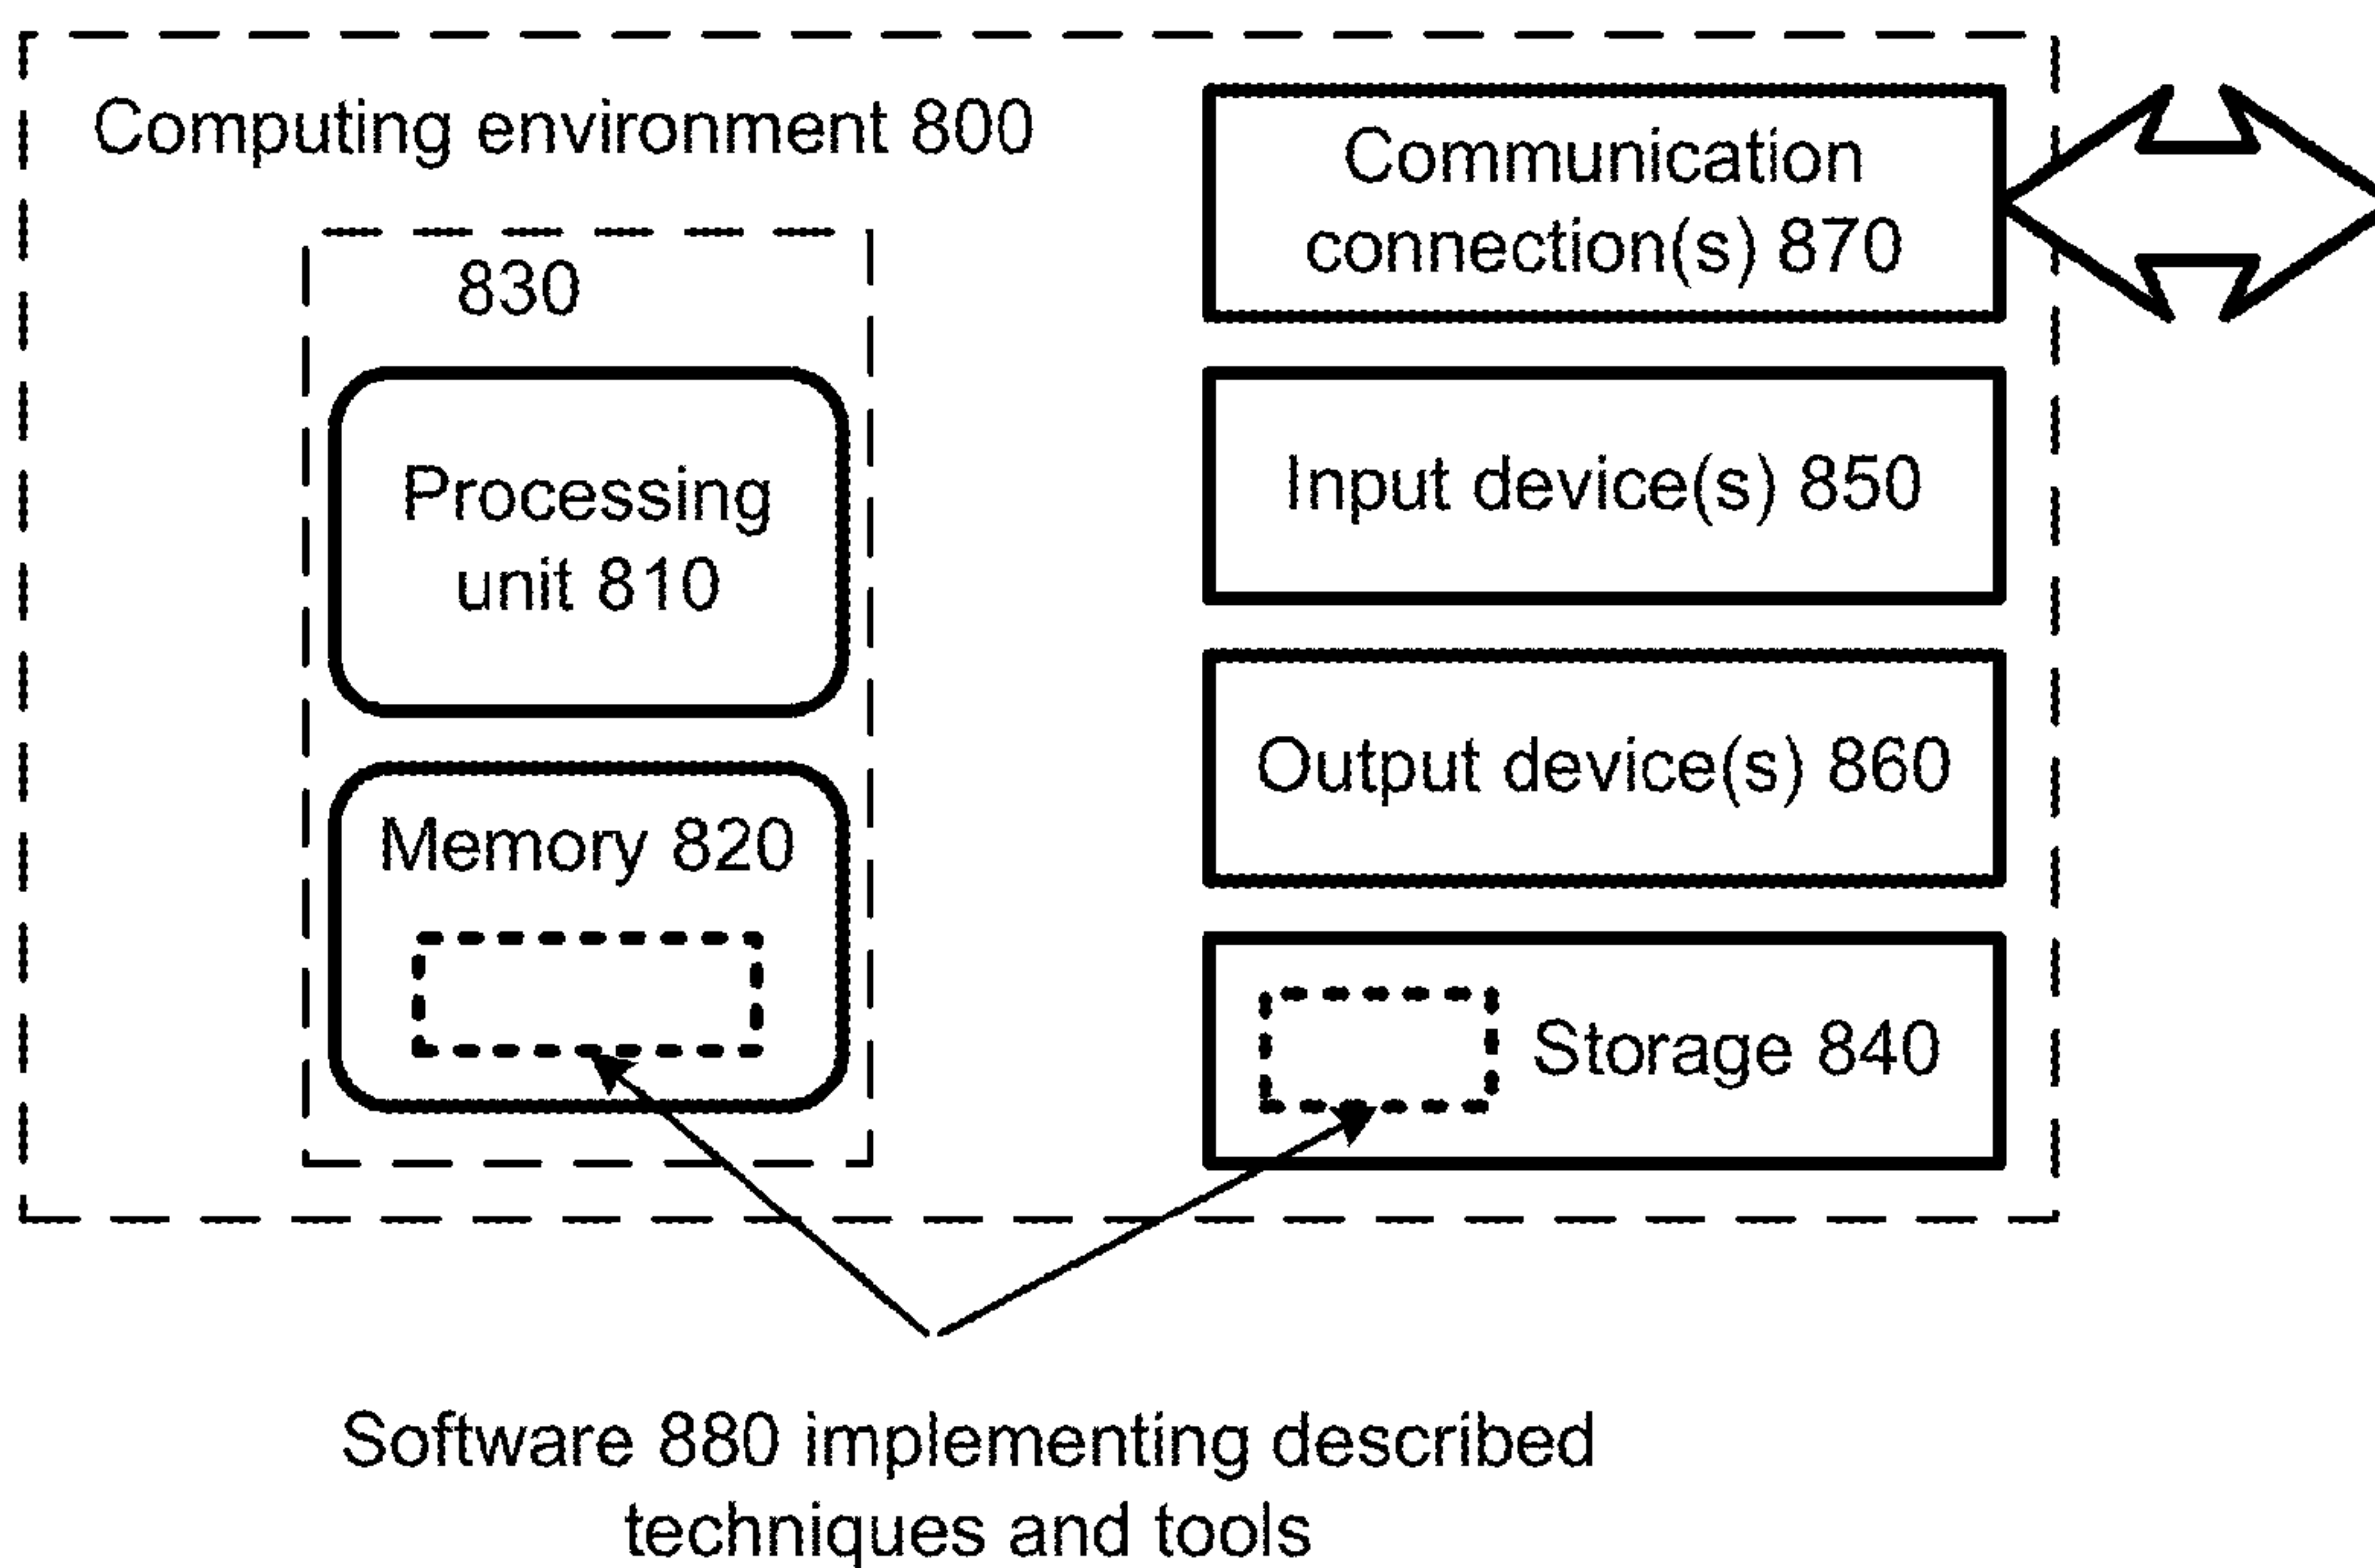 Computing environment 800
830
Processing
unit 810
Memory 820
Communication
connection(s) 870
Input device(s) 850
Output device(s) 860
Storage 840
Software 880 implementing described
techniques and tools